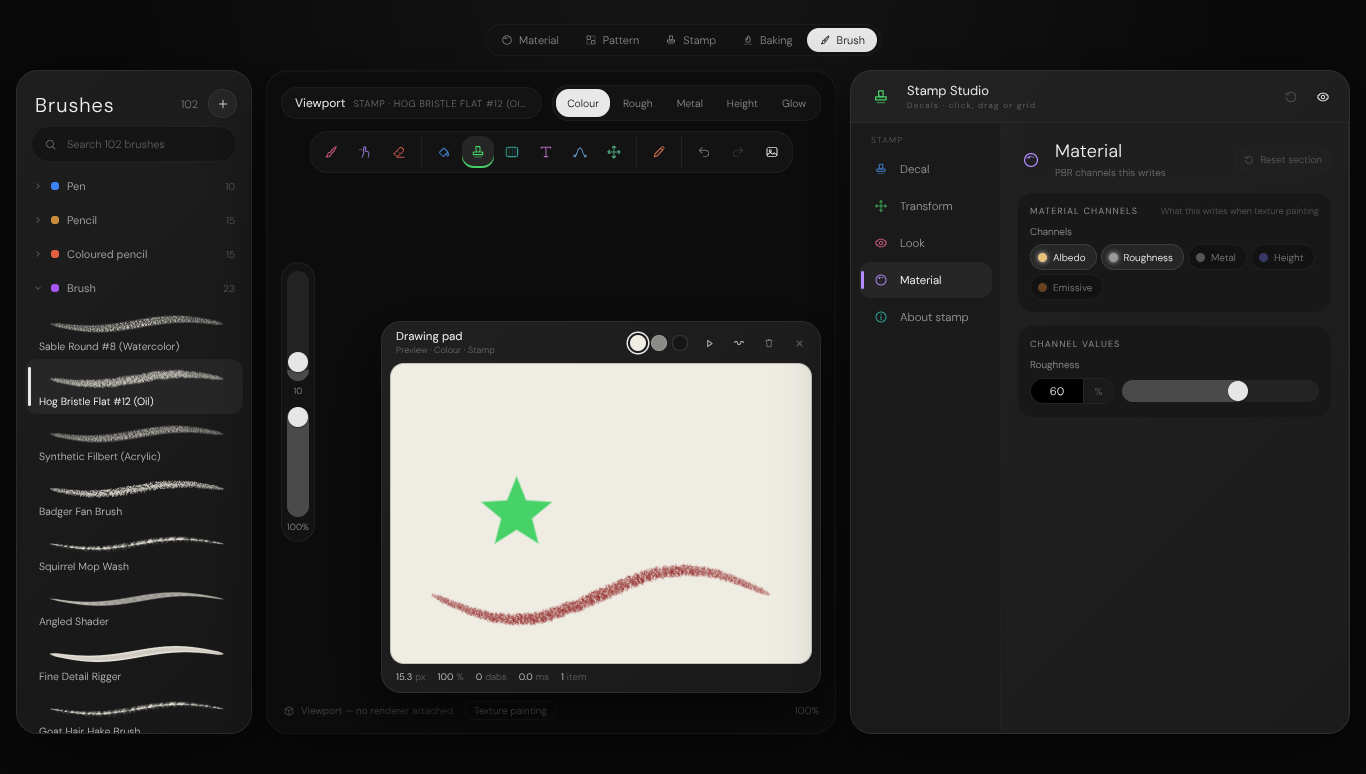 Material Pattern Stamp Baking Brush
Brushes 102
Search 102 brushes
Pen 10
Pencil 15
Coloured pencil 15
Brush 23
Sable Round #8 (Watercolor)
Hog Bristle Flat #12 (Oil)
Synthetic Filbert (Acrylic)
Badger Fan Brush
Squirrel Mop Wash
Angled Shader
Fine Detail Rigger
Goat Hair Hake Brush
Viewport STAMP · HOG BRISTLE FLAT #12 (OI...
Colour Rough Metal Height Glow
10
100%
Drawing pad
Preview · Colour · Stamp
15.3 px 100 % 0 dabs 0.0 ms 1 item
Viewport — no renderer attached Texture painting 100%
Stamp Studio
Decals · click, drag or grid
STAMP
Decal
Transform
Look
Material
About stamp
Material
PBR channels this writes
Reset section
MATERIAL CHANNELS What this writes when texture painting
Channels
Albedo Roughness Metal Height
Emissive
CHANNEL VALUES
Roughness
60 %